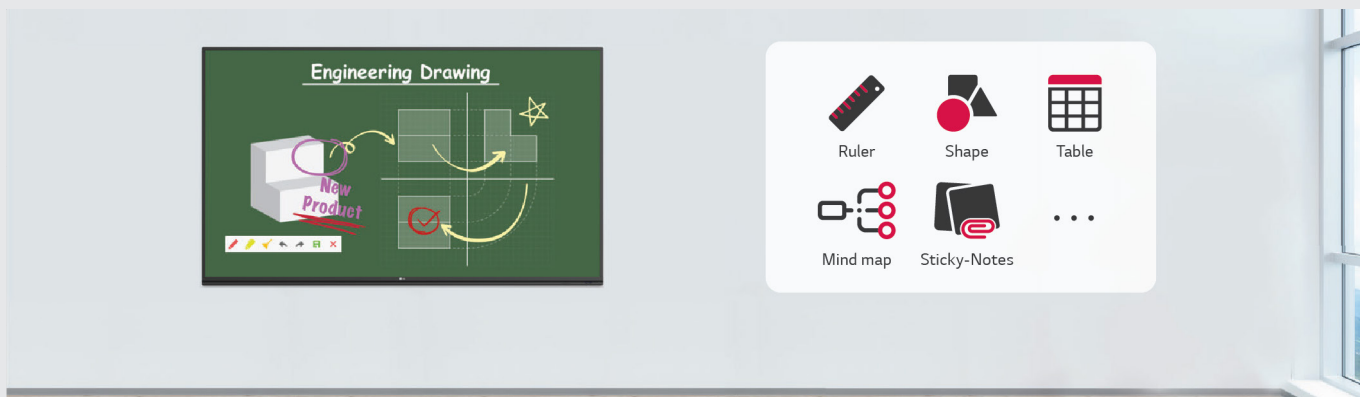 Engineering Drawing
New
Product
Ruler
Shape
Table
Mind map
Sticky-Notes
...